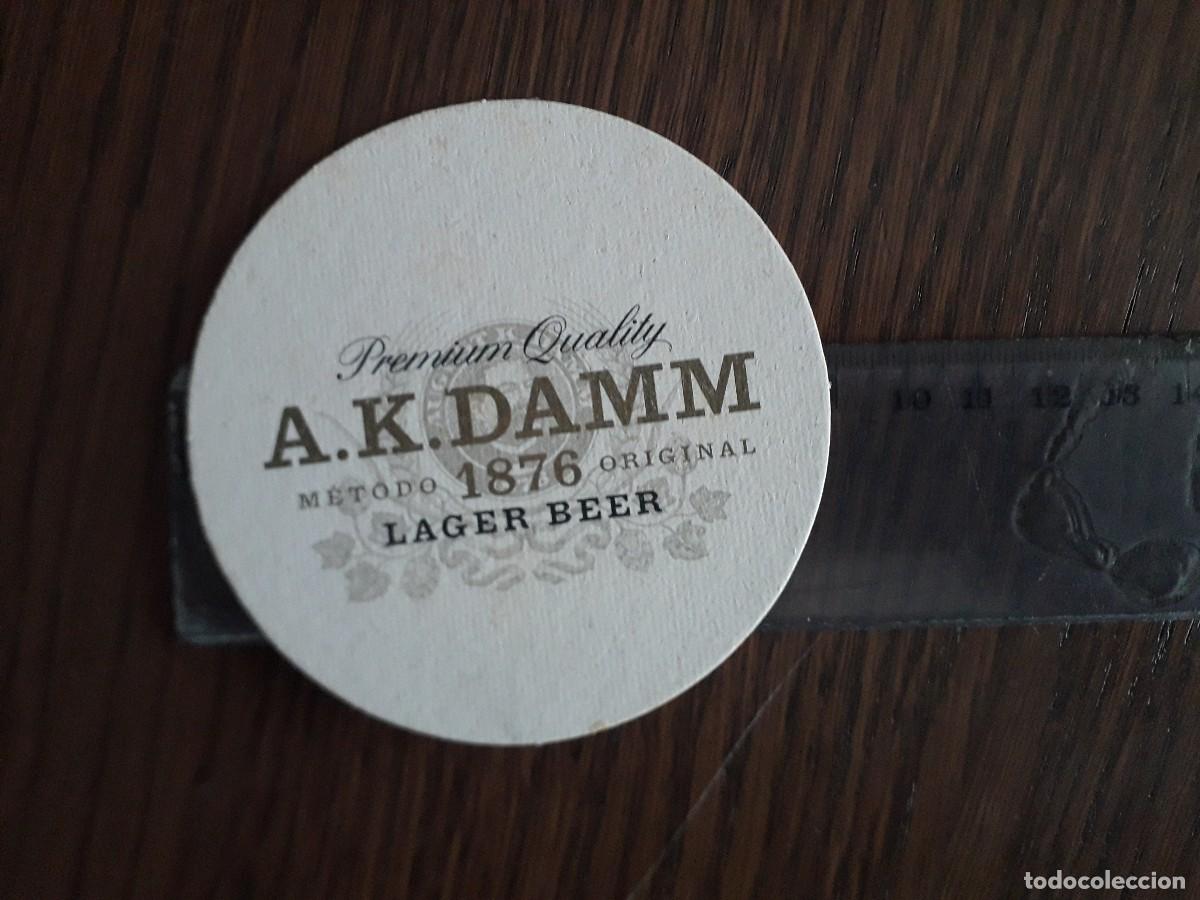 Premium Quality
A.K.DAMM
MÉTODO 1876 ORIGINAL
LAGER BEER
10 11 12 13
todocoleccion